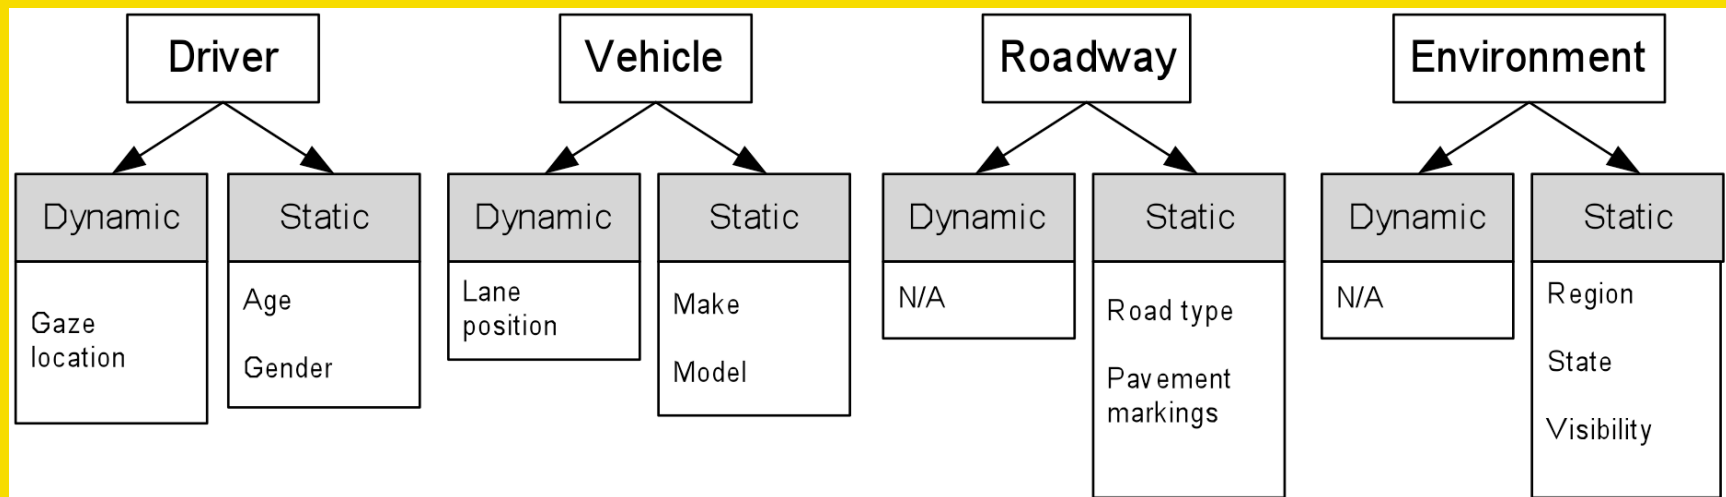 Driver
Vehicle
Roadway
Environment
Dynamic
Static
Dynamic
Static
Dynamic
Static
Dynamic
Static
Gaze
location
Age
Gender
Lane
position
Make
Model
N/A
Road type
Pavement
markings
N/A
Region
State
Visibility